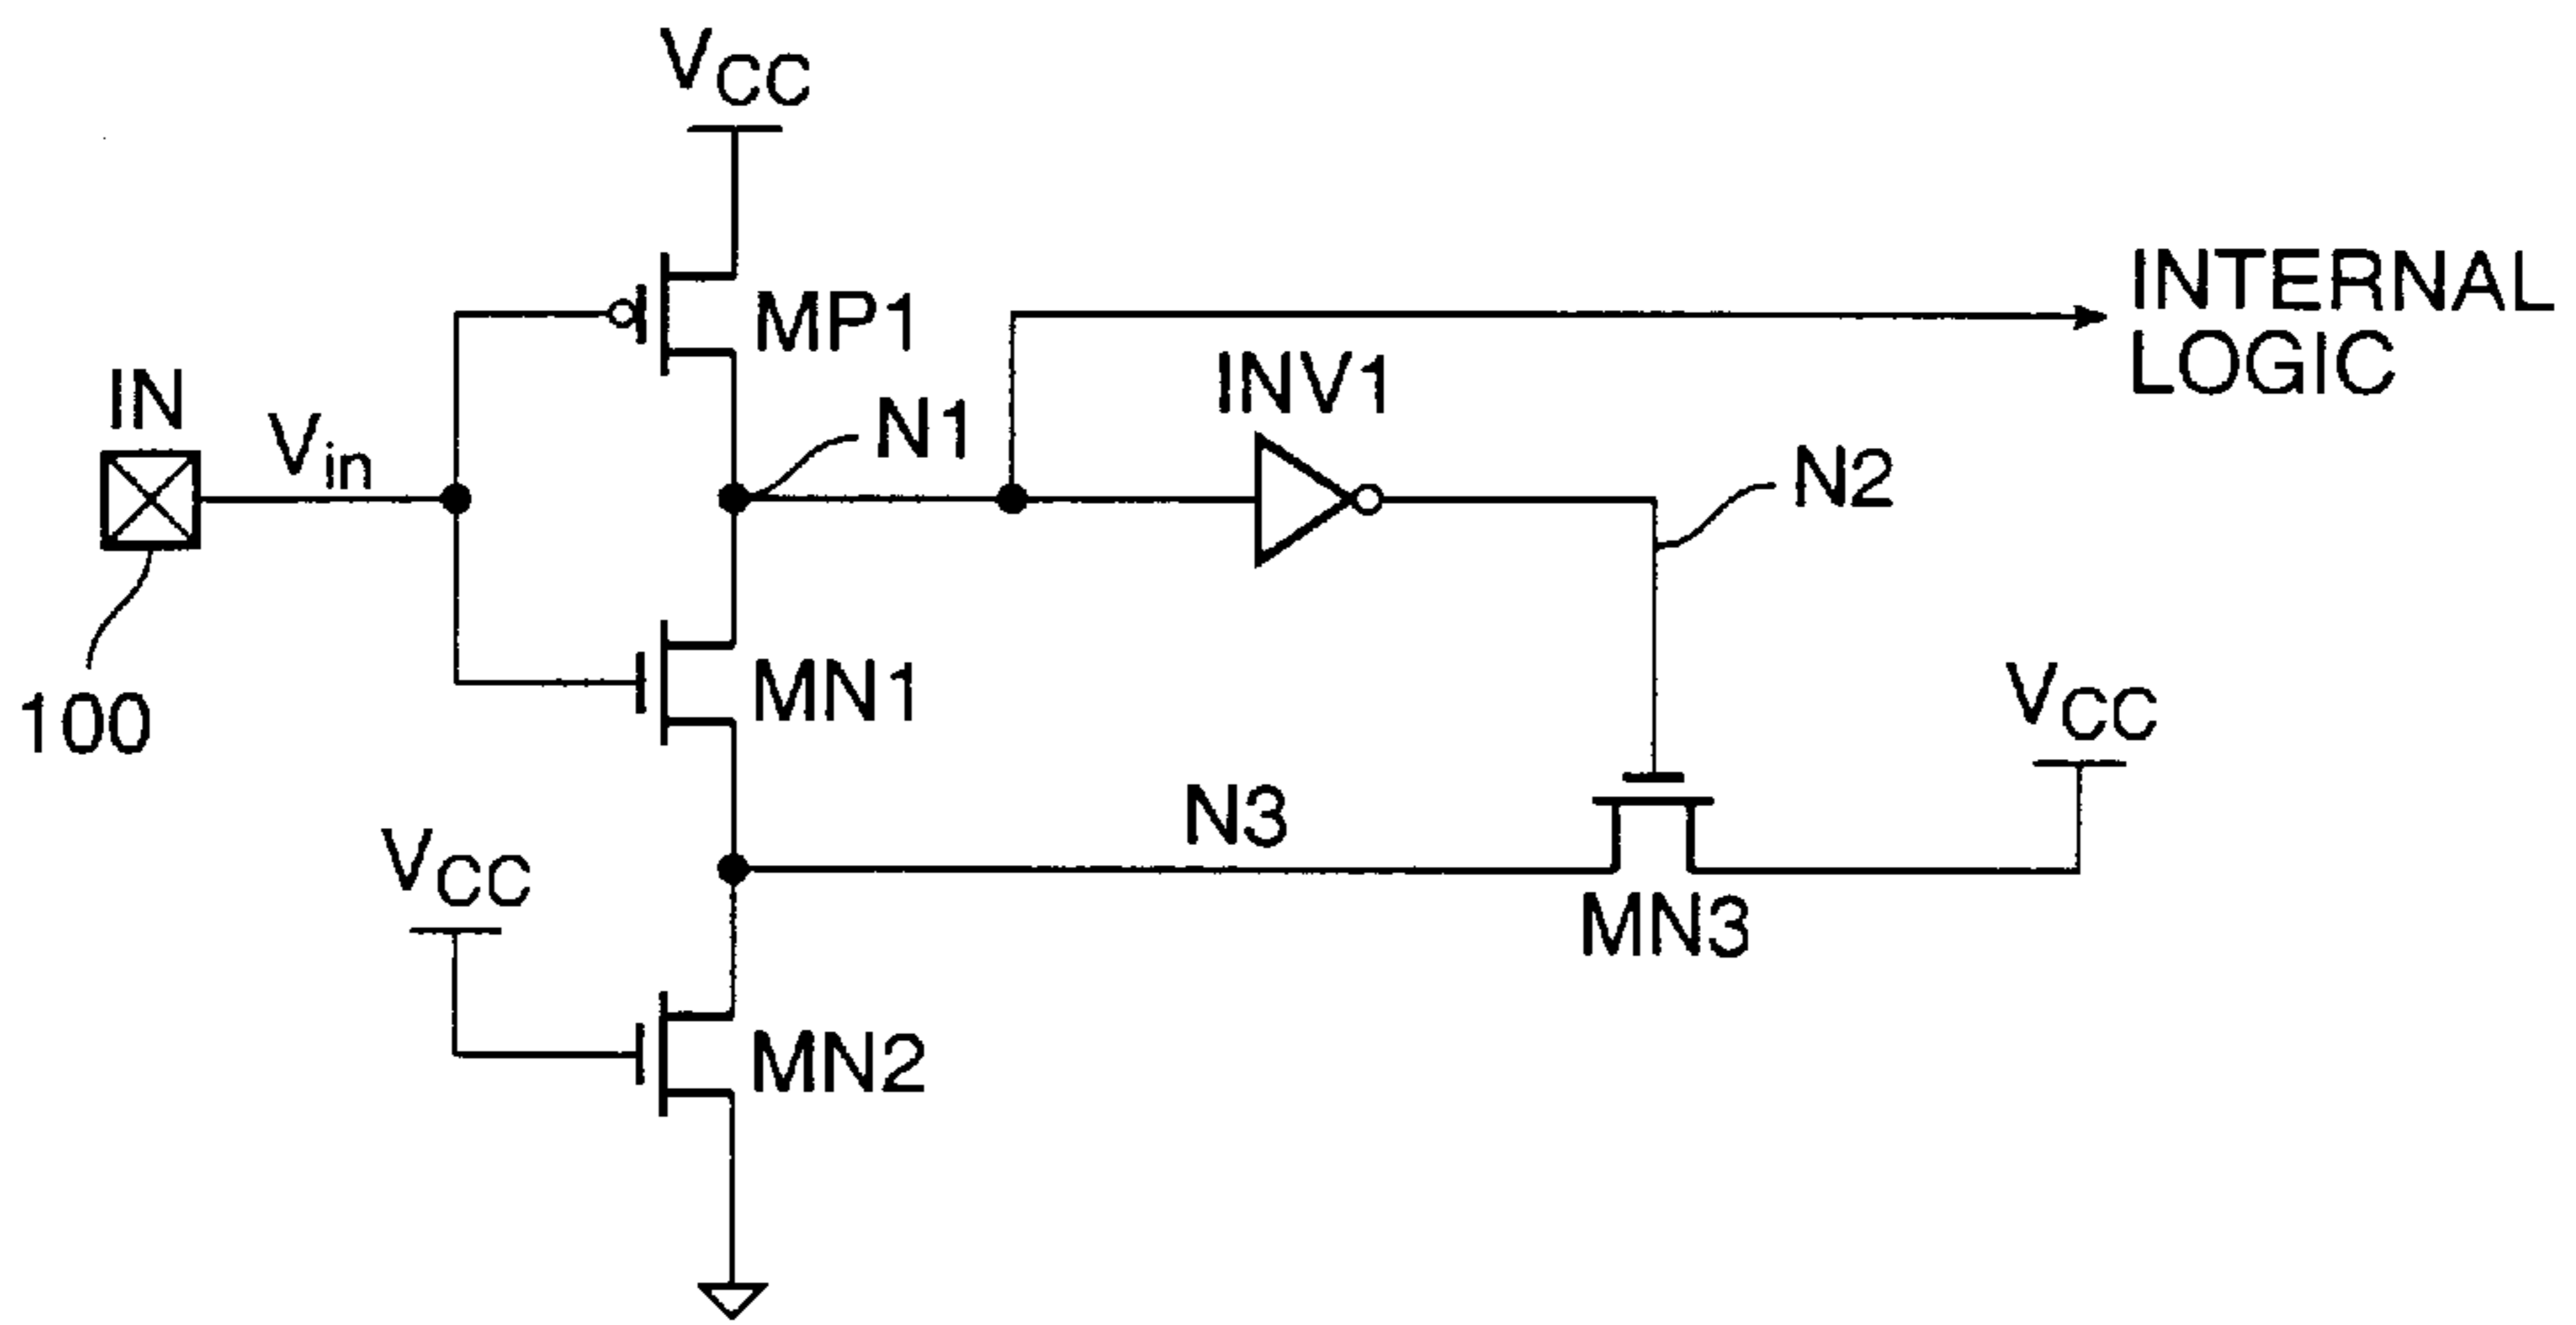 VCC
INTERNAL
LOGIC
MP1
INV1
IN
Vin
N1
N2
100
MN1
VCC
N3
VCC
MN3
MN2